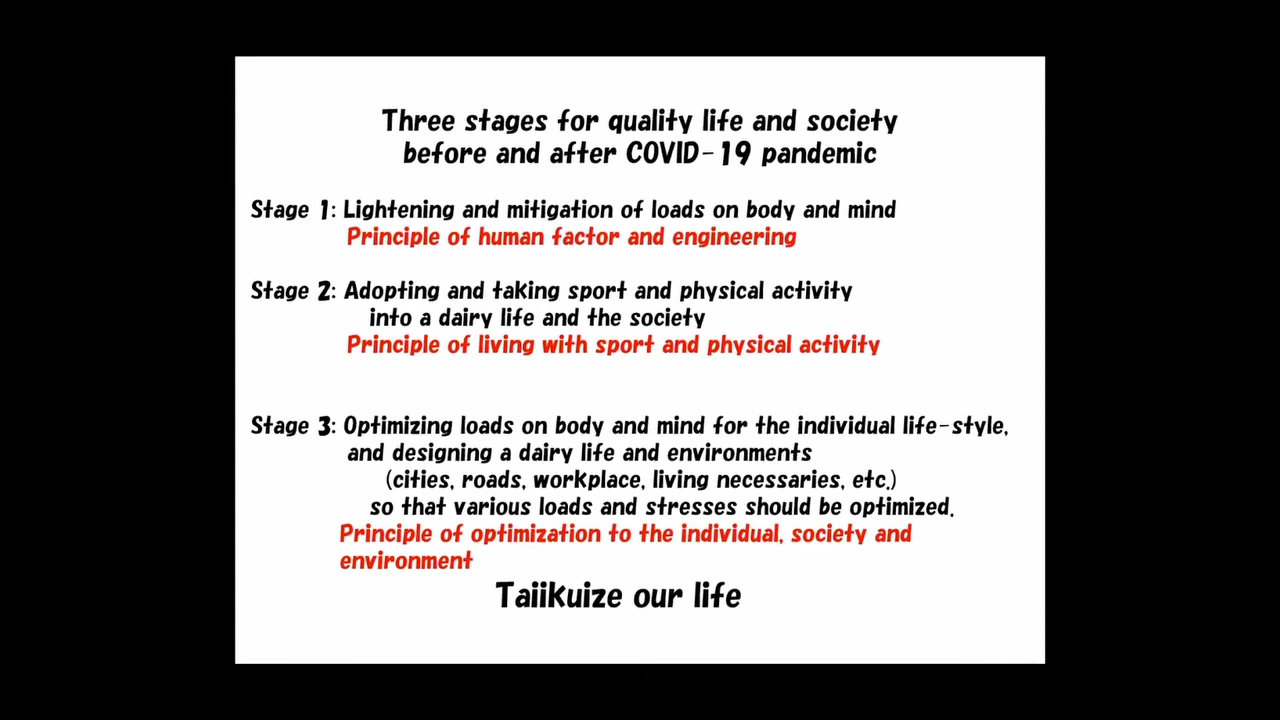 Three stages for quality life and society
before and after COVID-19 pandemic
Stage 1: Lightening and mitigation of loads on body and mind
Principle of human factor and engineering
Stage 2: Adopting and taking sport and physical activity
into a dairy life and the society
Principle of living with sport and physical activity
Stage 3: Optimizing loads on body and mind for the individual life-style,
and designing a dairy life and environments
(cities, roads, workplace, living necessaries, etc.)
so that various loads and stresses should be optimized.
Principle of optimization to the individual, society and
environment
Taiikuize our life